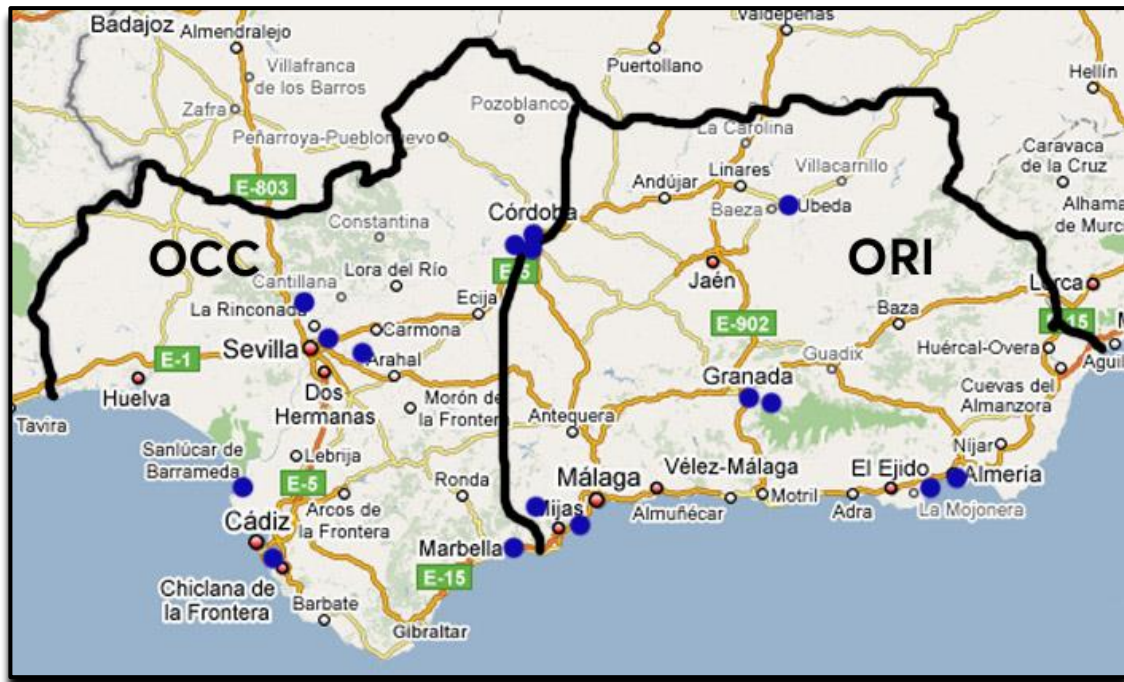 Badajoz
Almendralejo
Valdepeñas
Villafranca
de los Barros
Puertollano
Hellín
Zafra
Pozoblanco
Peñarroya-Pueblonuevo
La Carolina
Caravaca
de la Cruz
E-803
Linares
Villacarrillo
Andújar
Alhama
de Murci
Constantina
Córdoba
Baeza
Úbeda
OCC
ORI
Lora del Río
E-5
Jaén
Cantillana
Lorca
La Rinconada
Ecija
Baza
Carmona
E-902
E-15
E-1
Sevilla
Arahal
Huércal-Overa
Aguil
Guadix
Huelva
Dos
Hermanas
Granada
Cuevas del
Almanzora
Morón de
la Frontera
Antequera
Tavira
Sanlúcar de
Barrameda
Lebrija
Níjar
E-5
Ronda
Málaga
Vélez-Málaga
El Ejido
Almería
Arcos de
la Frontera
Mijas
Almuñécar
Motril
Adra
La Mojonera
Cádiz
Marbella
E-15
Chiclana de
la Frontera
Barbate
Gibraltar